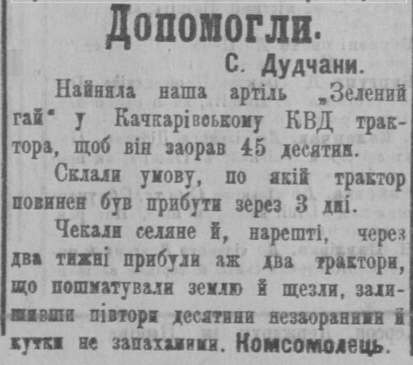 Допомогли.
С. Дудчани.
Найняла наша артіль „Зелений
гай“ у Качкарівському КВД трак-
тора, щоб він заорав 45 десятин.
Склали умову, по якій трактор
повинен був прибути зерез 3 дні.
Чекали селяне й, нарешті, через
два тижні прибули аж два трактори,
що пошматували землю й щезли, зали-
шивши півтори десятини незаораними й
кутки не запаханими. Комсомолець.